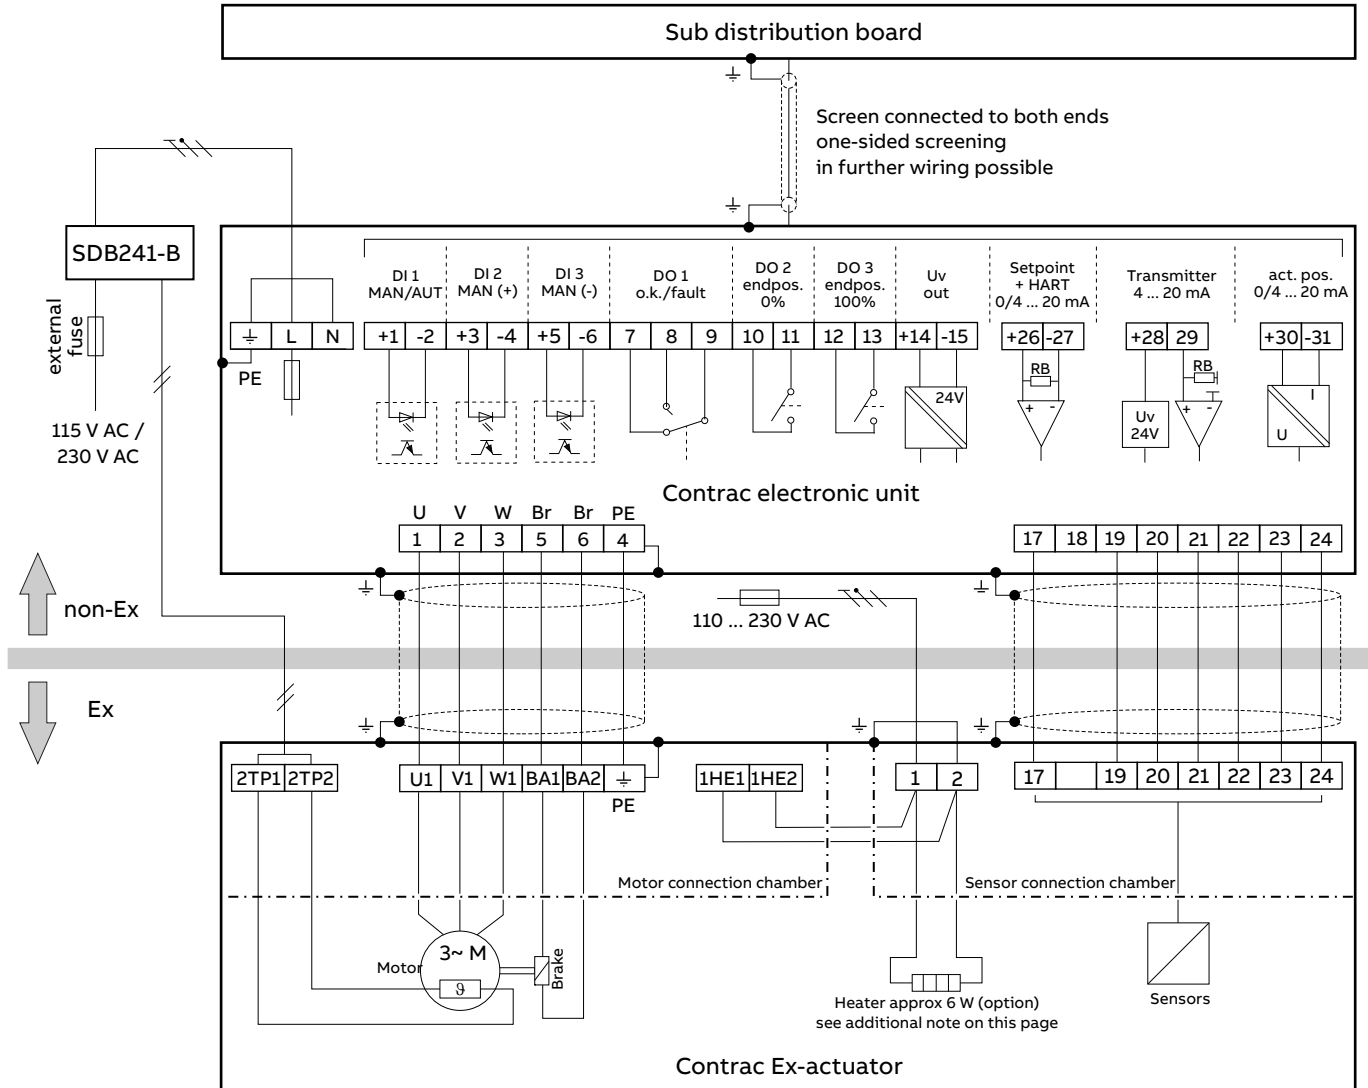 Sub distribution board
Screen connected to both ends
one-sided screening
in further wiring possible
SDB241-B
external
fuse
115 V AC /
230 V AC
DI 1
MAN/AUT
DI 2
MAN (+)
DI 3
MAN (-)
DO 1
o.k./fault
DO 2
endpos.
0%
DO 3
endpos.
100%
Uv
out
Setpoint
+ HART
0/4 ... 20 mA
Transmitter
4 ... 20 mA
act. pos.
0/4 ... 20 mA
L N +1 -2 +3 -4 +5 -6 7 8 9 10 11 12 13 +14 -15 +26 -27 +28 29 +30 -31
PE
RB
RB
24V
+ -
Uv
24V
+ -
I
U
Contrac electronic unit
U V W Br Br PE
1 2 3 5 6 4
17 18 19 20 21 22 23 24
non-Ex
110 ... 230 V AC
Ex
2TP1 2TP2
U1 V1 W1 BA1 BA2
PE
1HE1 1HE2
1 2
17 19 20 21 22 23 24
Motor connection chamber
Sensor connection chamber
3~ M
Motor
ϑ
Brake
Heater approx 6 W (option)
see additional note on this page
Sensors
Contrac Ex-actuator